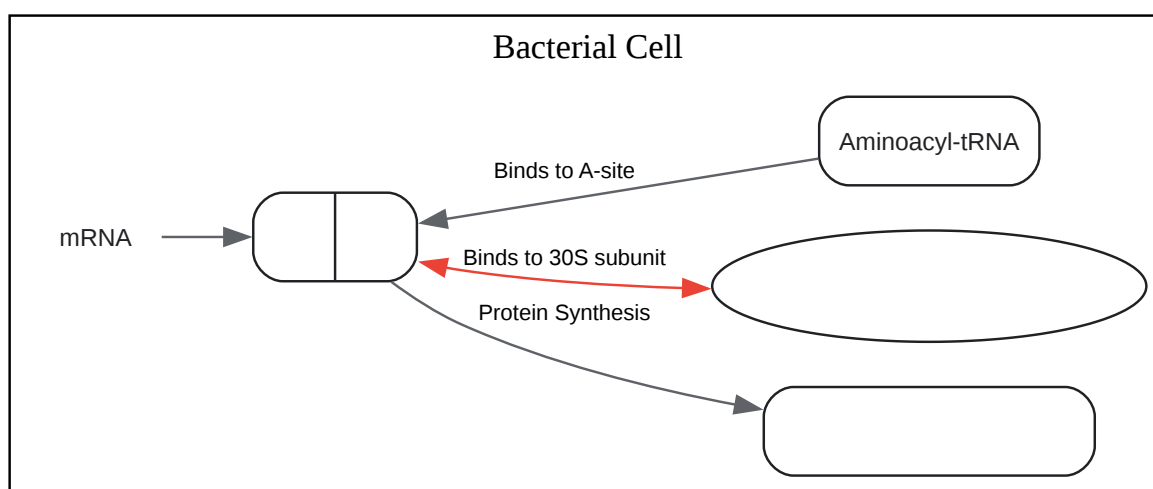 Bacterial Cell
Aminoacyl-tRNA
Binds to A-site
mRNA
Binds to 30S subunit
Protein Synthesis